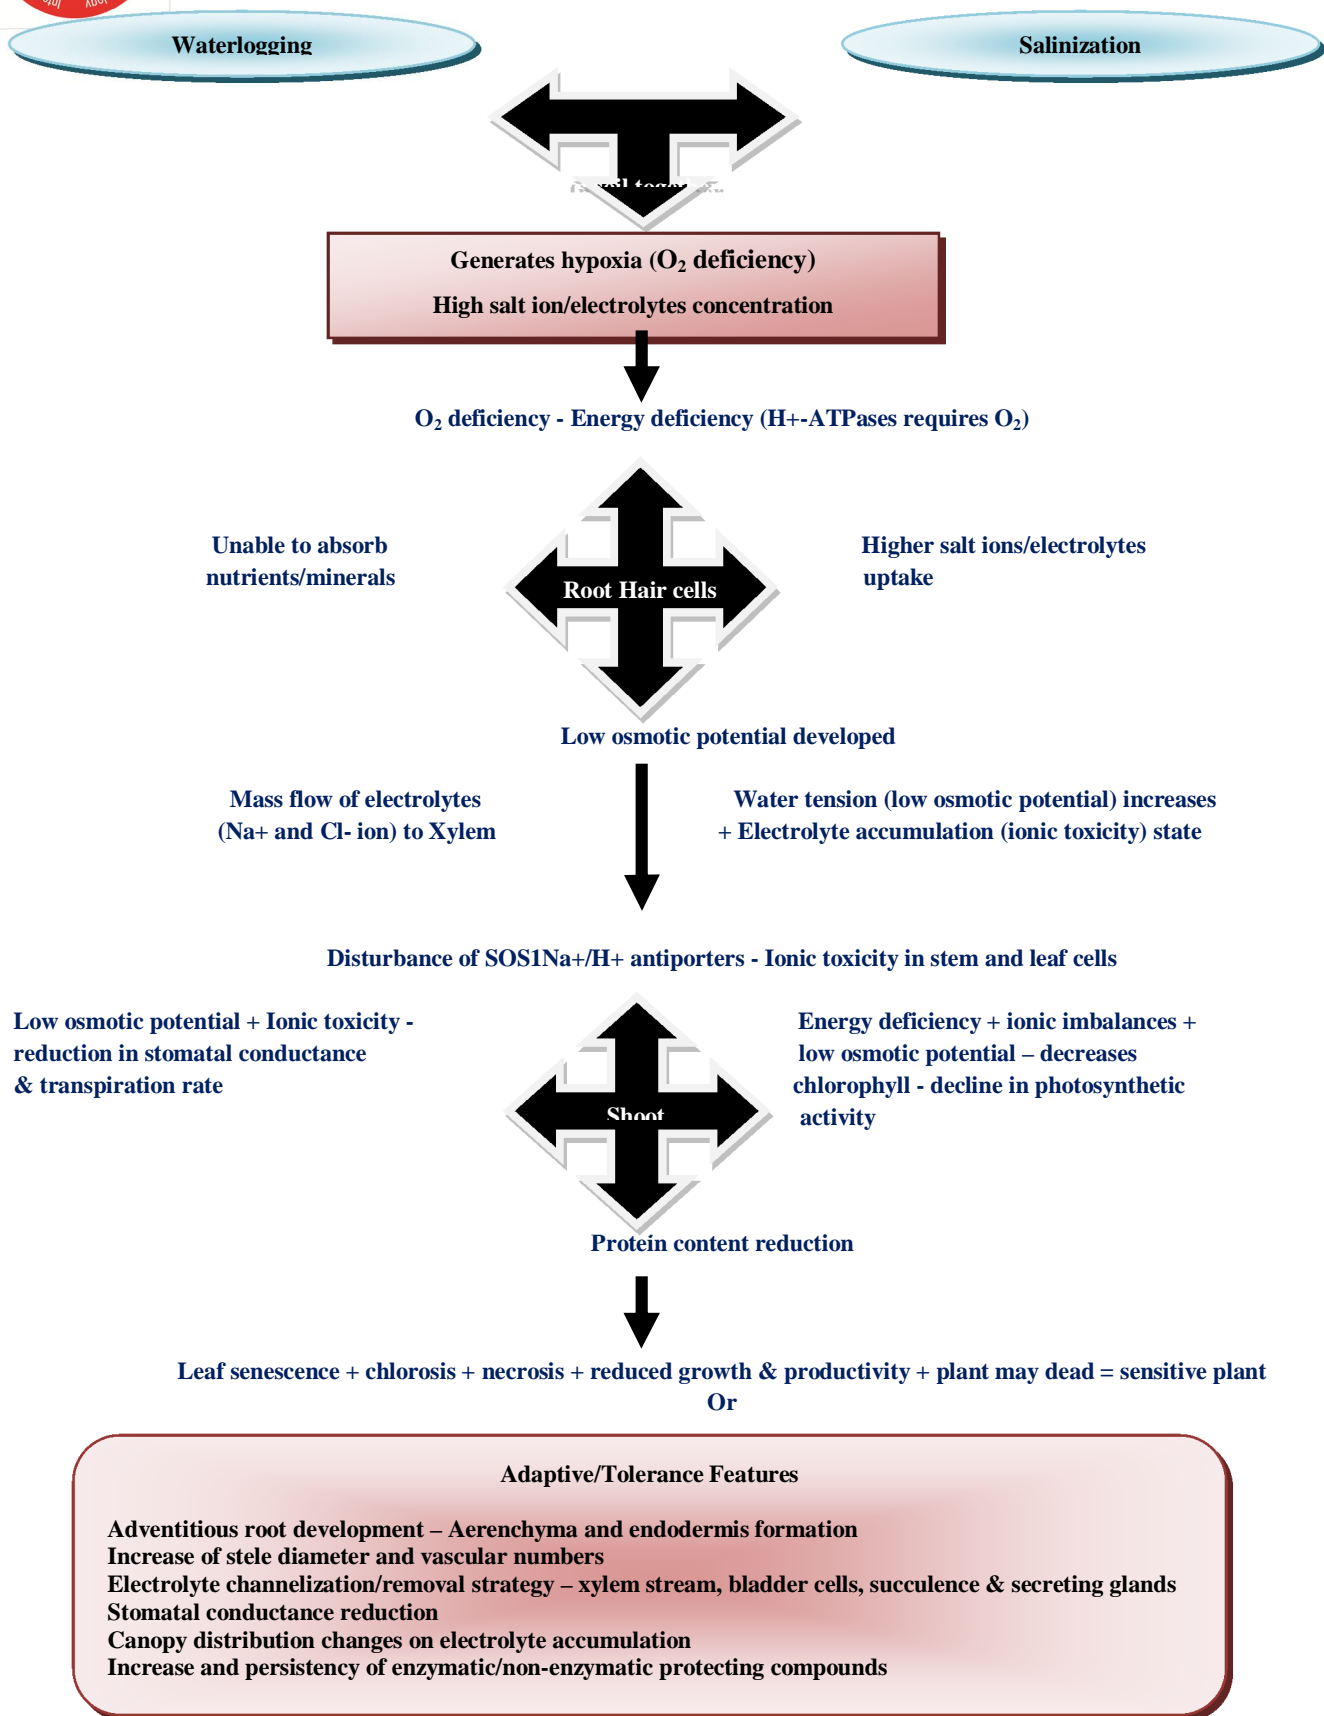 Waterlogging
Salinization
Generates hypoxia (O₂ deficiency)
High salt ion/electrolytes concentration
O₂ deficiency - Energy deficiency (H+-ATPases requires O₂)
Unable to absorb
nutrients/minerals
Root Hair cells
Higher salt ions/electrolytes
uptake
Low osmotic potential developed
Mass flow of electrolytes
(Na+ and Cl- ion) to Xylem
Water tension (low osmotic potential) increases
+ Electrolyte accumulation (ionic toxicity) state
Disturbance of SOS1Na+/H+ antiporters - Ionic toxicity in stem and leaf cells
Low osmotic potential + Ionic toxicity -
reduction in stomatal conductance
& transpiration rate
Shoot
Energy deficiency + ionic imbalances +
low osmotic potential – decreases
chlorophyll - decline in photosynthetic
activity
Protein content reduction
Leaf senescence + chlorosis + necrosis + reduced growth & productivity + plant may dead = sensitive plant
Or
Adaptive/Tolerance Features
Adventitious root development – Aerenchyma and endodermis formation
Increase of stele diameter and vascular numbers
Electrolyte channelization/removal strategy – xylem stream, bladder cells, succulence & secreting glands
Stomatal conductance reduction
Canopy distribution changes on electrolyte accumulation
Increase and persistency of enzymatic/non-enzymatic protecting compounds